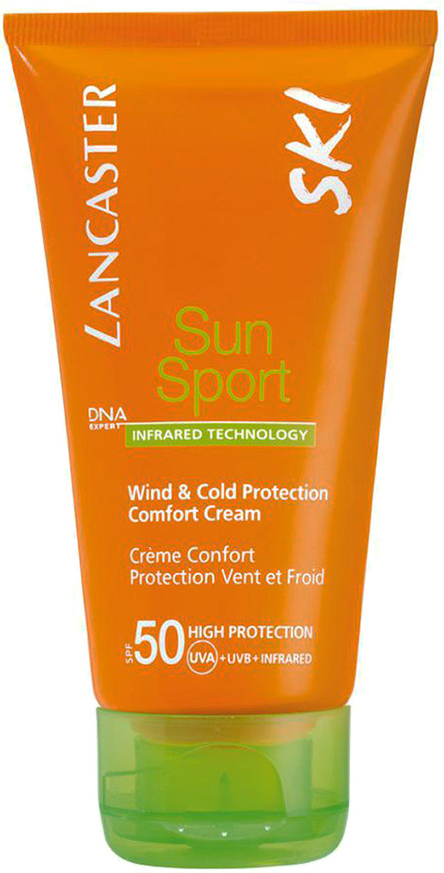 LANCASTER
SKI
Sun
Sport
DNA
EXPERT
INFRARED TECHNOLOGY
Wind & Cold Protection
Comfort Cream
Crème Confort
Protection Vent et Froid
SPF 50 HIGH PROTECTION
UVA + UVB + INFRARED